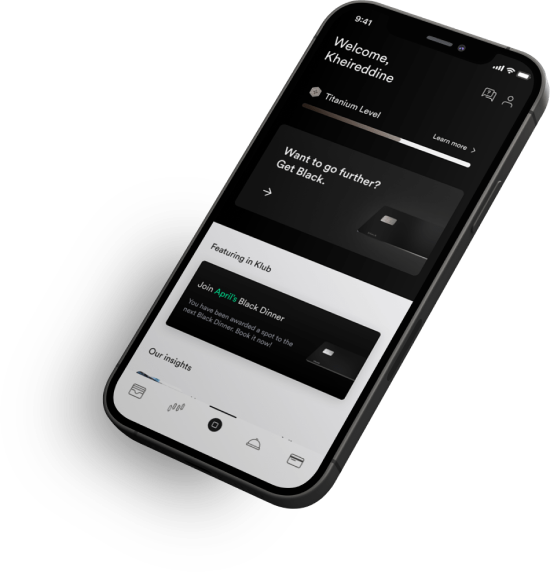 9:41
Welcome,
Kheireddine
Titanium Level
Learn more
Want to go further?
Get Black.
Featuring in Klub
Join April's Black Dinner
You have been awarded a spot to the
next Black Dinner. Book it now!
Our insights